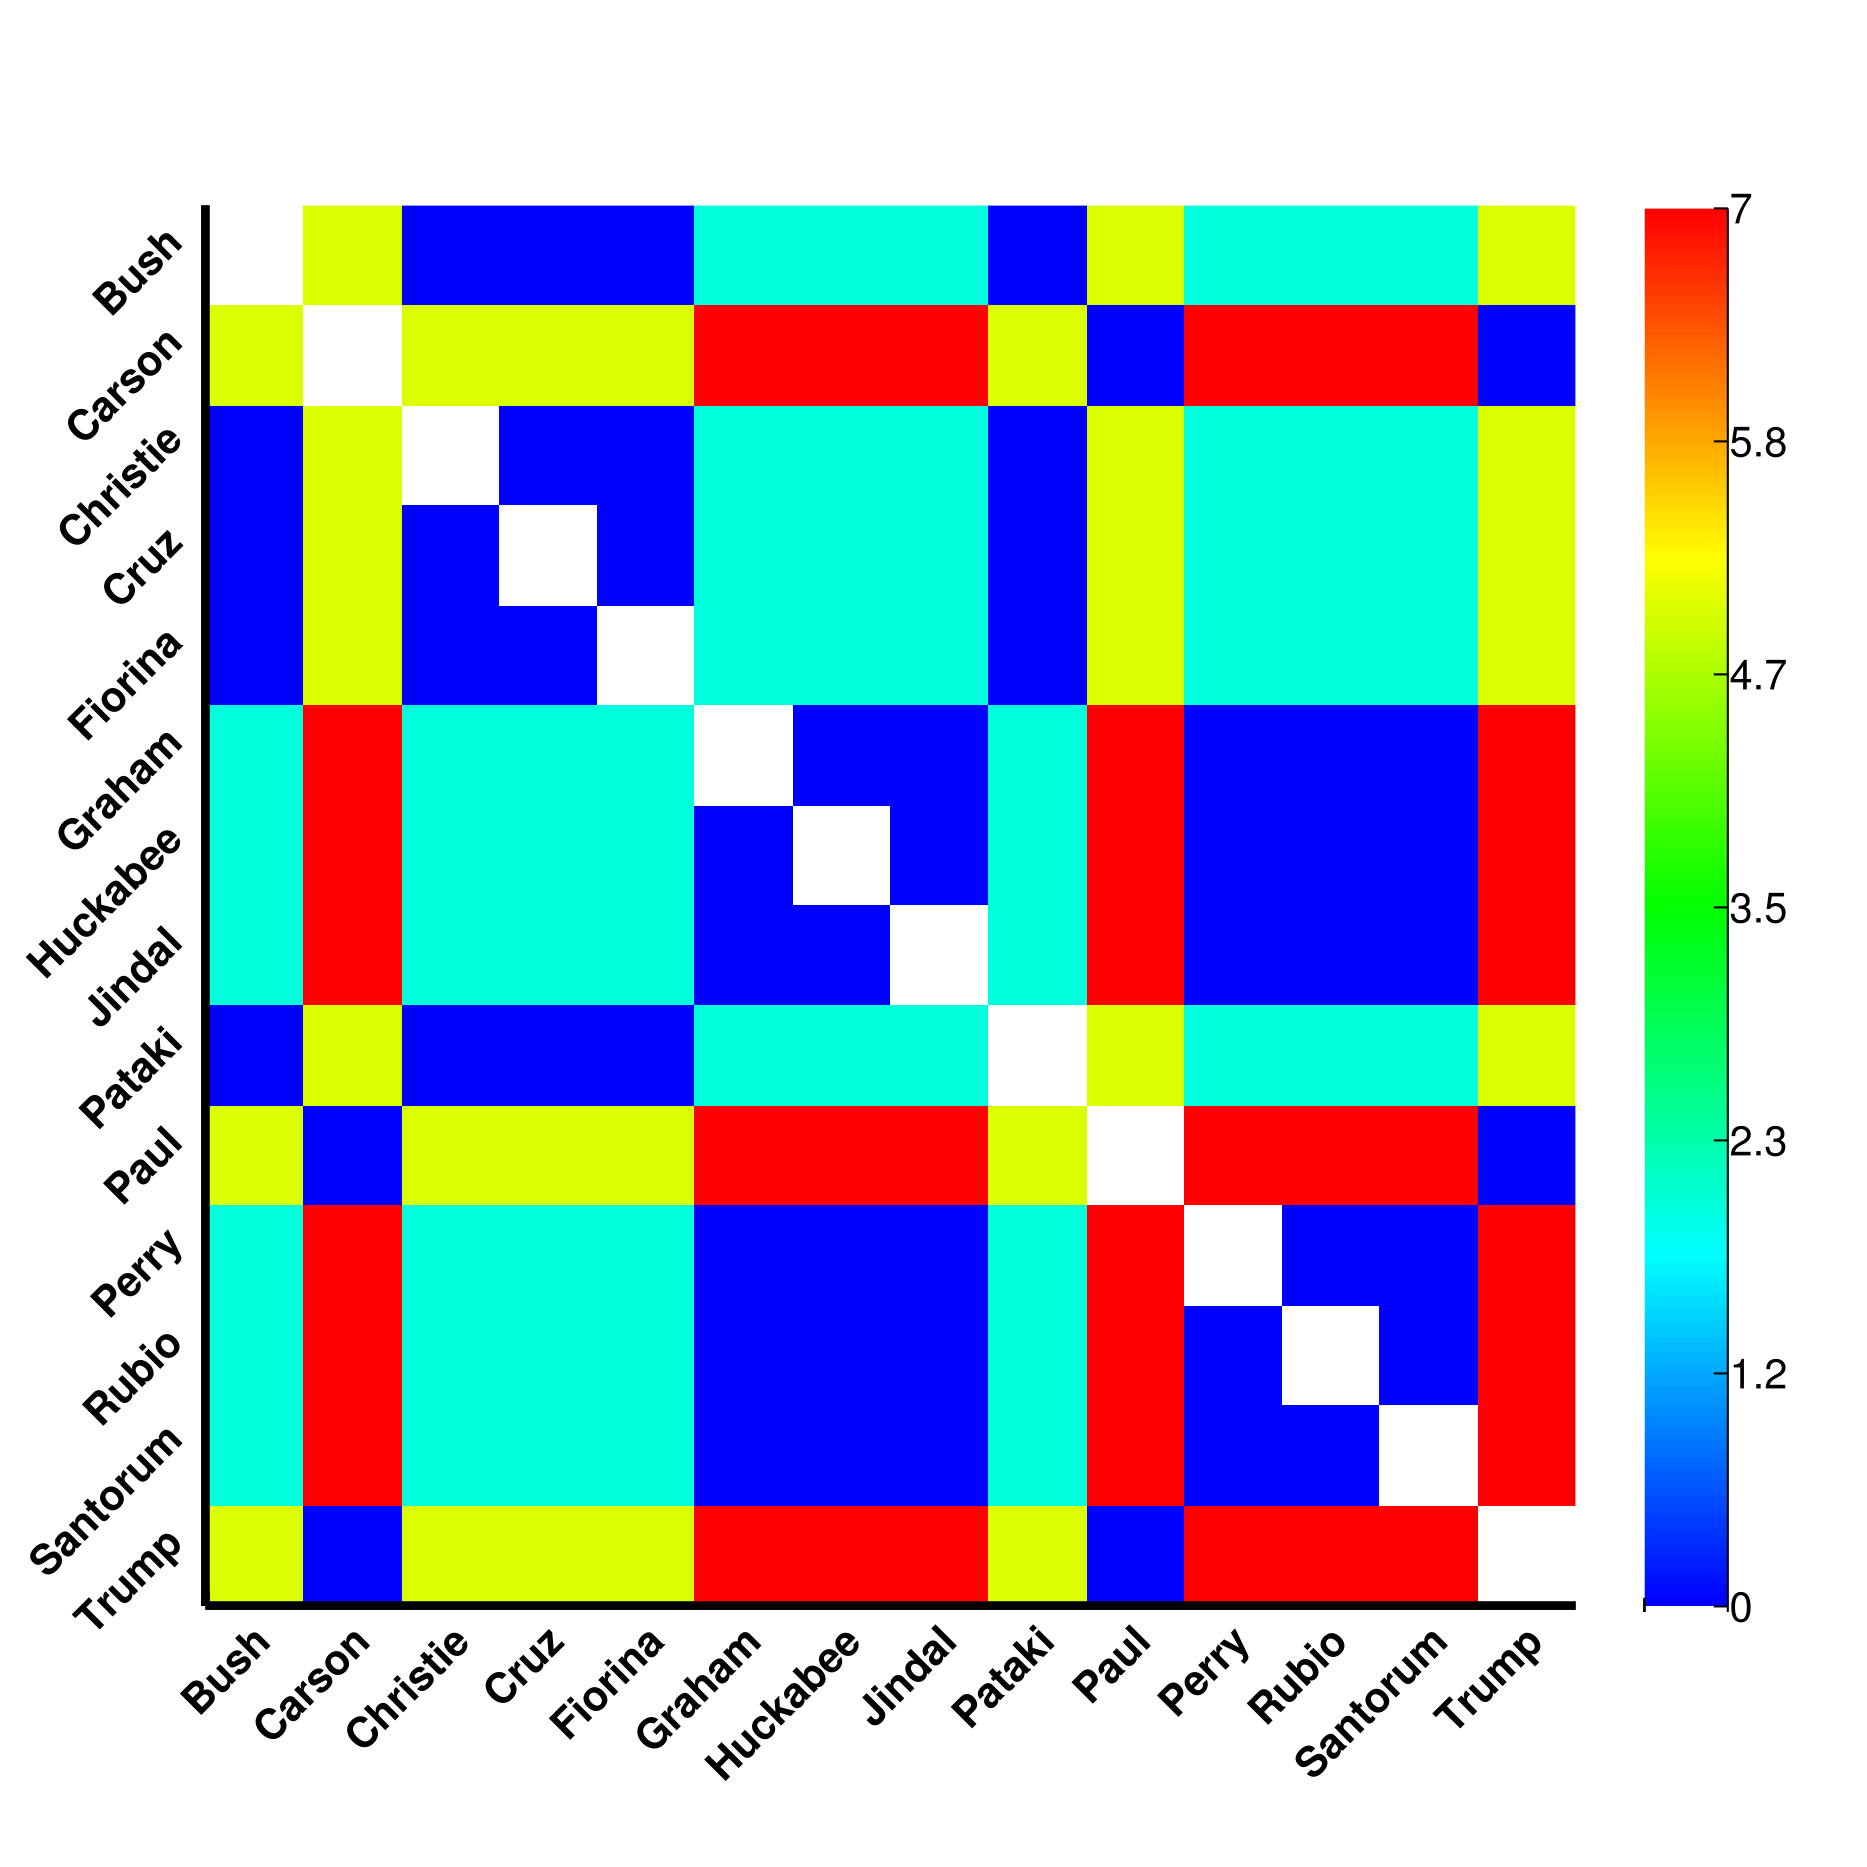 Bush
Carson
Christie
Cruz
Fiorina
Graham
Huckabee
Jindal
Pataki
Paul
Perry
Rubio
Santorum
Trump
Bush
Carson
Christie
Cruz
Fiorina
Graham
Huckabee
Jindal
Pataki
Paul
Perry
Rubio
Santorum
Trump
7
5.8
4.7
3.5
2.3
1.2
0